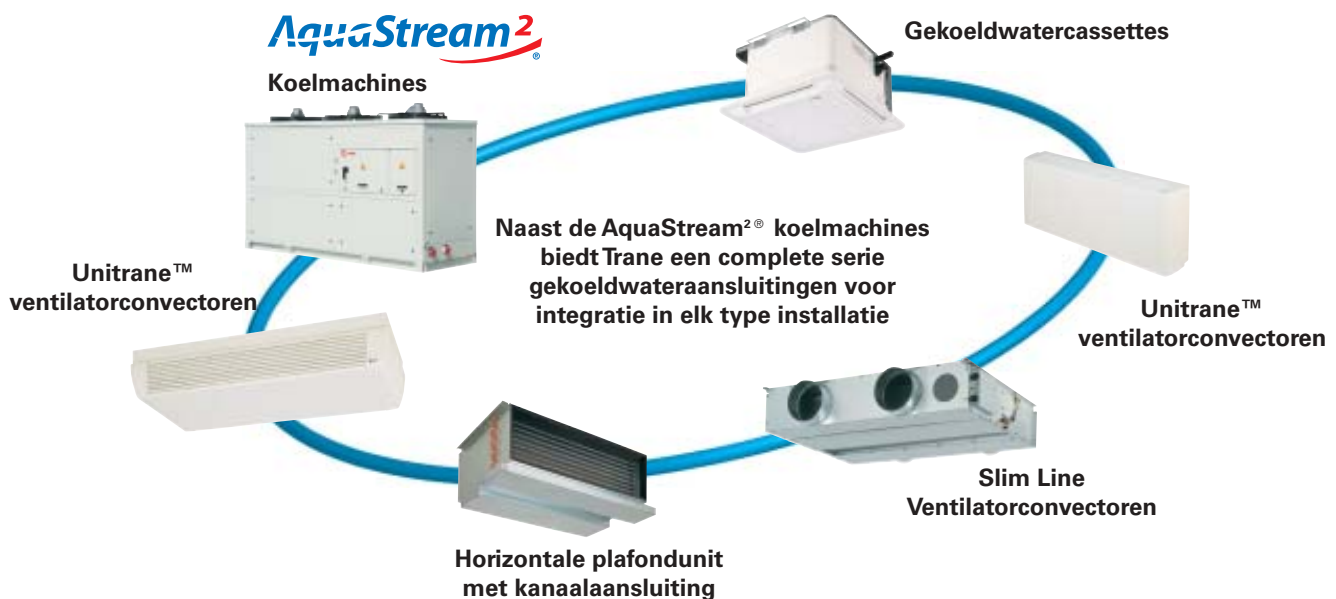 AquaStream2®
Koelmachines
Gekoeldwatercassettes
Naast de AquaStream²® koelmachines
biedt Trane een complete serie
gekoeldwateraansluitingen voor
integratie in elk type installatie
Unitrane™
ventilatorconvectoren
Unitrane™
ventilatorconvectoren
Slim Line
Ventilatorconvectoren
Horizontale plafondunit
met kanaalaansluiting